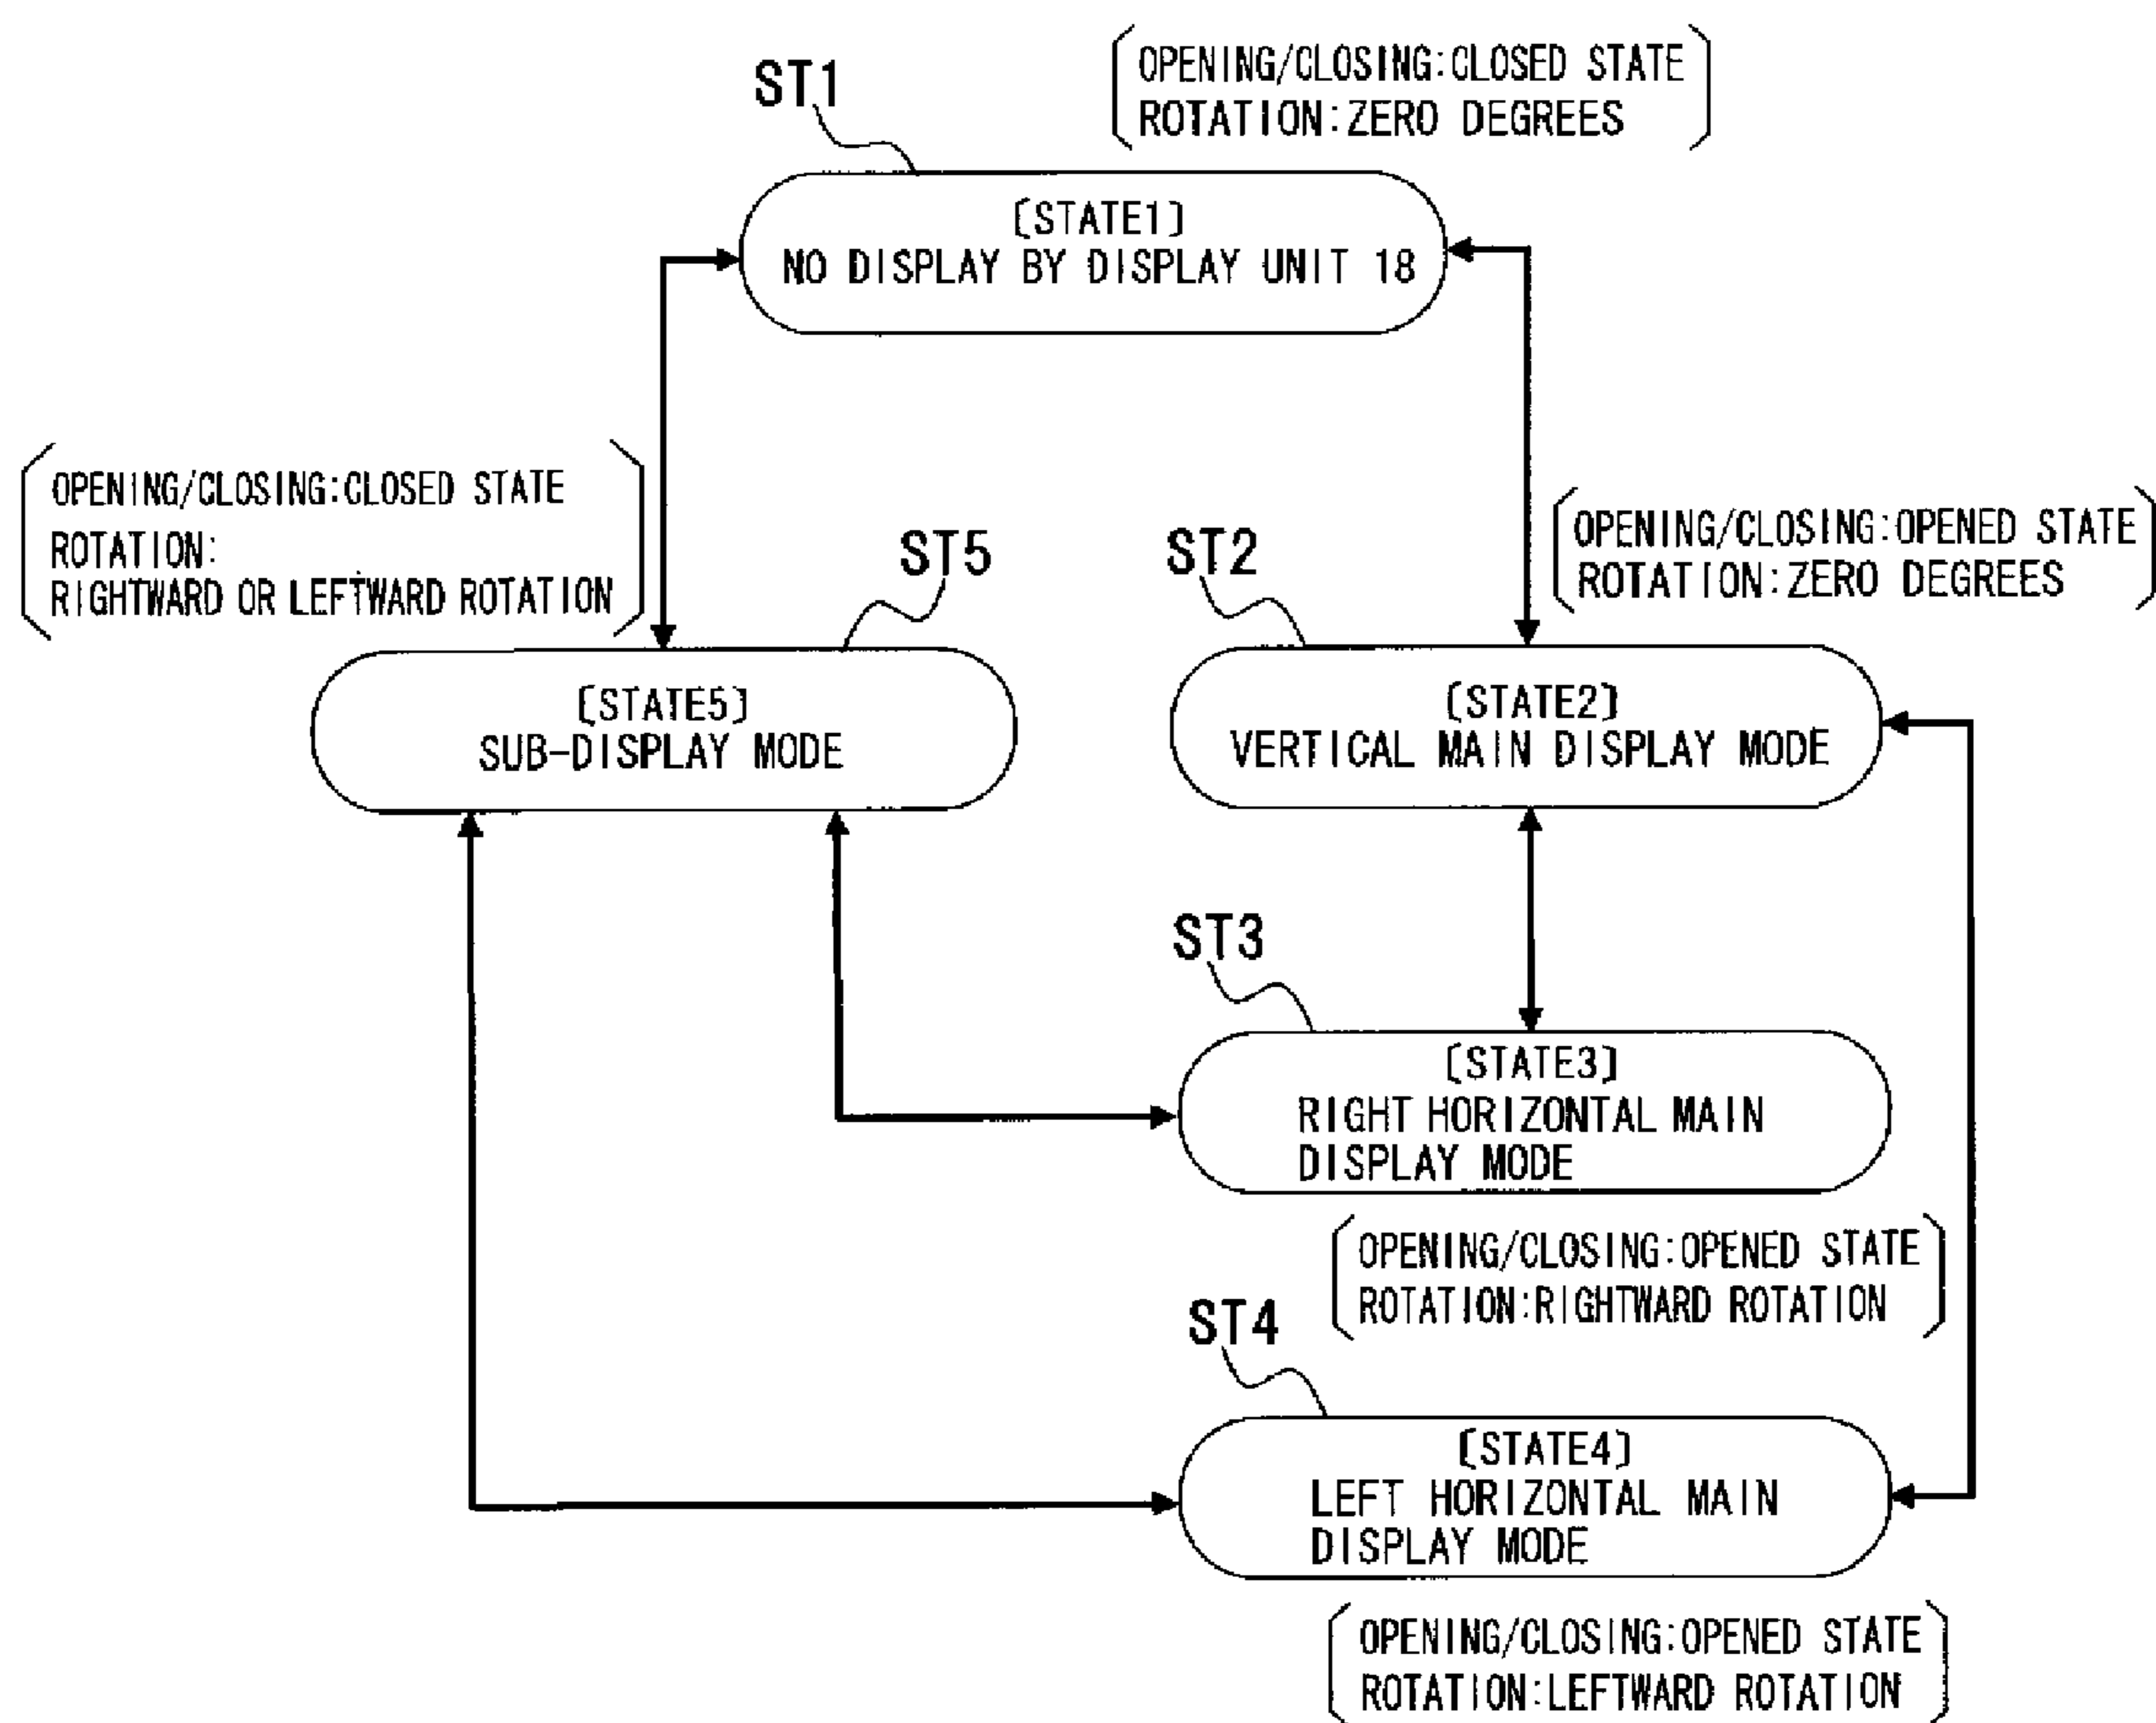 ST1
OPENING/CLOSING:CLOSED STATE
ROTATION:ZERO DEGREES
[STATE1]
NO DISPLAY BY DISPLAY UNIT 18
OPENING/CLOSING:CLOSED STATE
ROTATION:
RIGHTWARD OR LEFTWARD ROTATION
ST5
ST2
OPENING/CLOSING:OPENED STATE
ROTATION:ZERO DEGREES
[STATE5]
SUB-DISPLAY MODE
[STATE2]
VERTICAL MAIN DISPLAY MODE
ST3
[STATE3]
RIGHT HORIZONTAL MAIN
DISPLAY MODE
OPENING/CLOSING:OPENED STATE
ROTATION:RIGHTWARD ROTATION
ST4
[STATE4]
LEFT HORIZONTAL MAIN
DISPLAY MODE
OPENING/CLOSING:OPENED STATE
ROTATION:LEFTWARD ROTATION